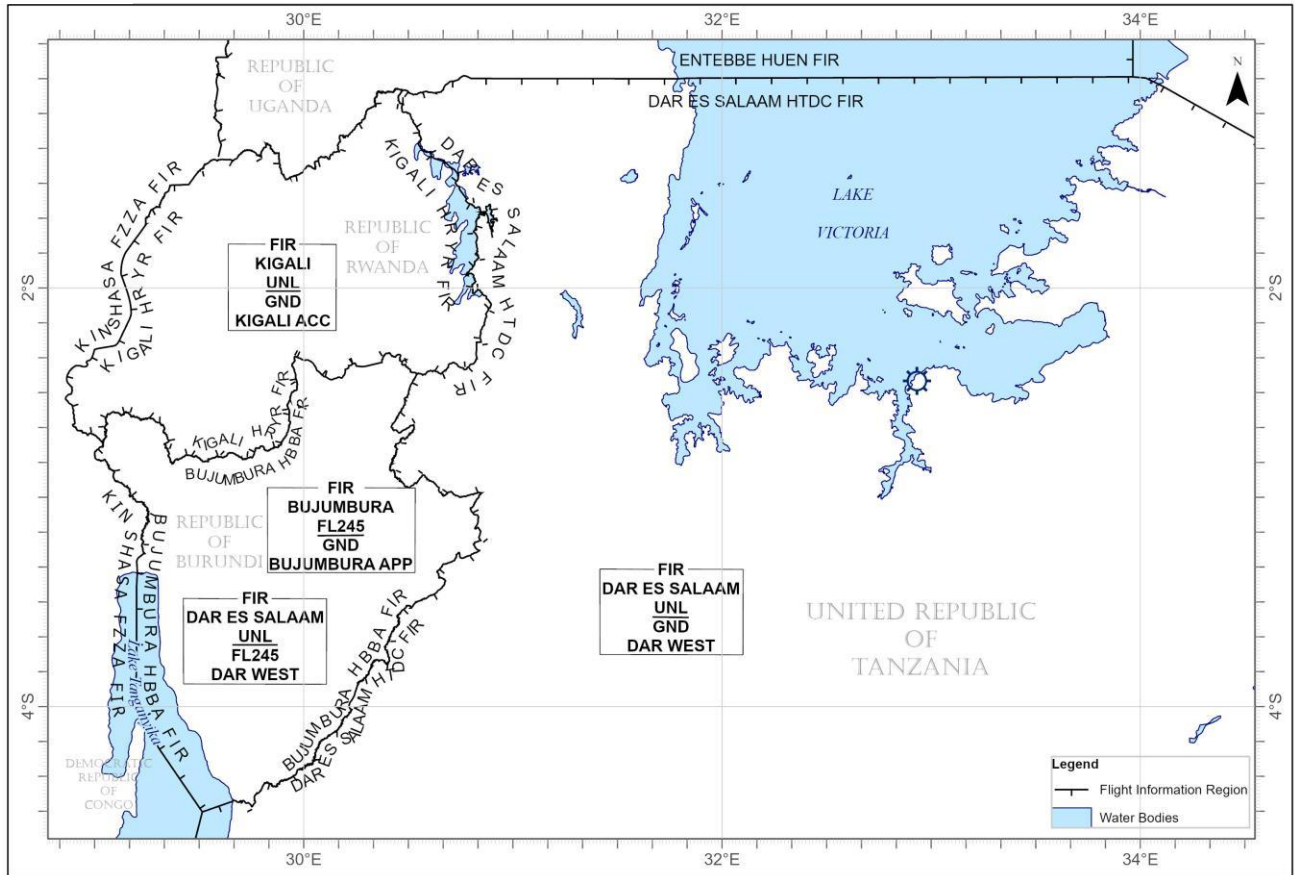 30°E
32°E
34°E
N
REPUBLIC
OF
UGANDA
ENTEBBE HUEN FIR
DAR ES SALAAM HTDC FIR
KINSHASA FZZA FIR
KIGALI HRYR FIR
KIGALI HRYR FIR
DAR ES SALAAM HTDC FIR
REPUBLIC
OF
RWANDA
LAKE
VICTORIA
FIR
KIGALI
UNL
GND
KIGALI ACC
2°S
2°S
KIGALI HRYR FIR
BUJUMBURA HBBA FIR
REPUBLIC
OF
BURUNDI
FIR
BUJUMBURA
FL245
GND
BUJUMBURA APP
KINSHASA FZZA FIR
BUJUMBURA HBBA FIR
Lake Tanganyika
FIR
DAR ES SALAAM
UNL
FL245
DAR WEST
FIR
DAR ES SALAAM
UNL
GND
DAR WEST
UNITED REPUBLIC
OF
TANZANIA
BUJUMBURA HBBA FIR
DAR ES SALAAM HTDC FIR
4°S
4°S
DEMOCRATIC
REPUBLIC
OF
CONGO
Legend
Flight Information Region
Water Bodies
30°E
32°E
34°E